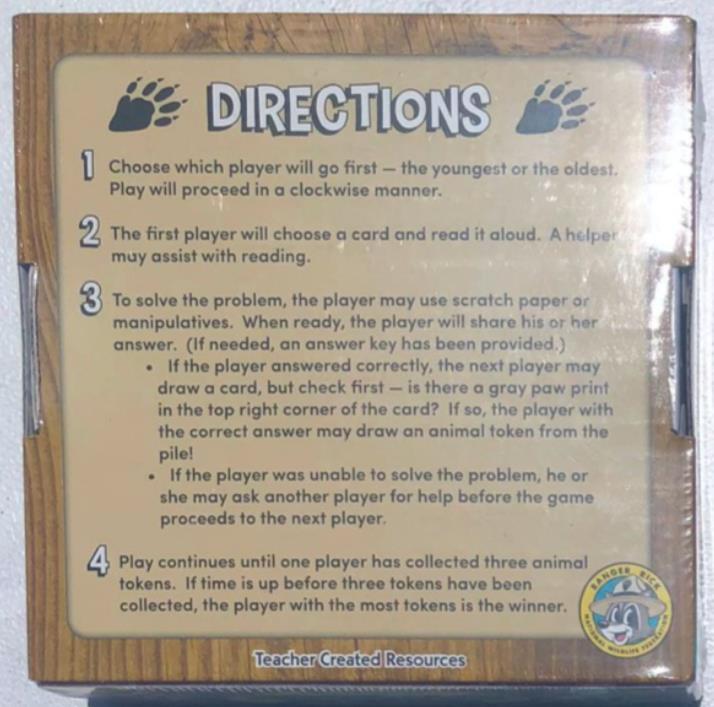 DIRECTIONS
1 Choose which player will go first — the youngest or the oldest.
Play will proceed in a clockwise manner.
2 The first player will choose a card and read it aloud. A helper
may assist with reading.
3 To solve the problem, the player may use scratch paper or
manipulatives. When ready, the player will share his or her
answer. (If needed, an answer key has been provided.)
• If the player answered correctly, the next player may
draw a card, but check first — is there a gray paw print
in the top right corner of the card? If so, the player with
the correct answer may draw an animal token from the
pile!
• If the player was unable to solve the problem, he or
she may ask another player for help before the game
proceeds to the next player.
4 Play continues until one player has collected three animal
tokens. If time is up before three tokens have been
collected, the player with the most tokens is the winner.
RANGER RICK
NATIONAL WILDLIFE FEDERATION
Teacher Created Resources